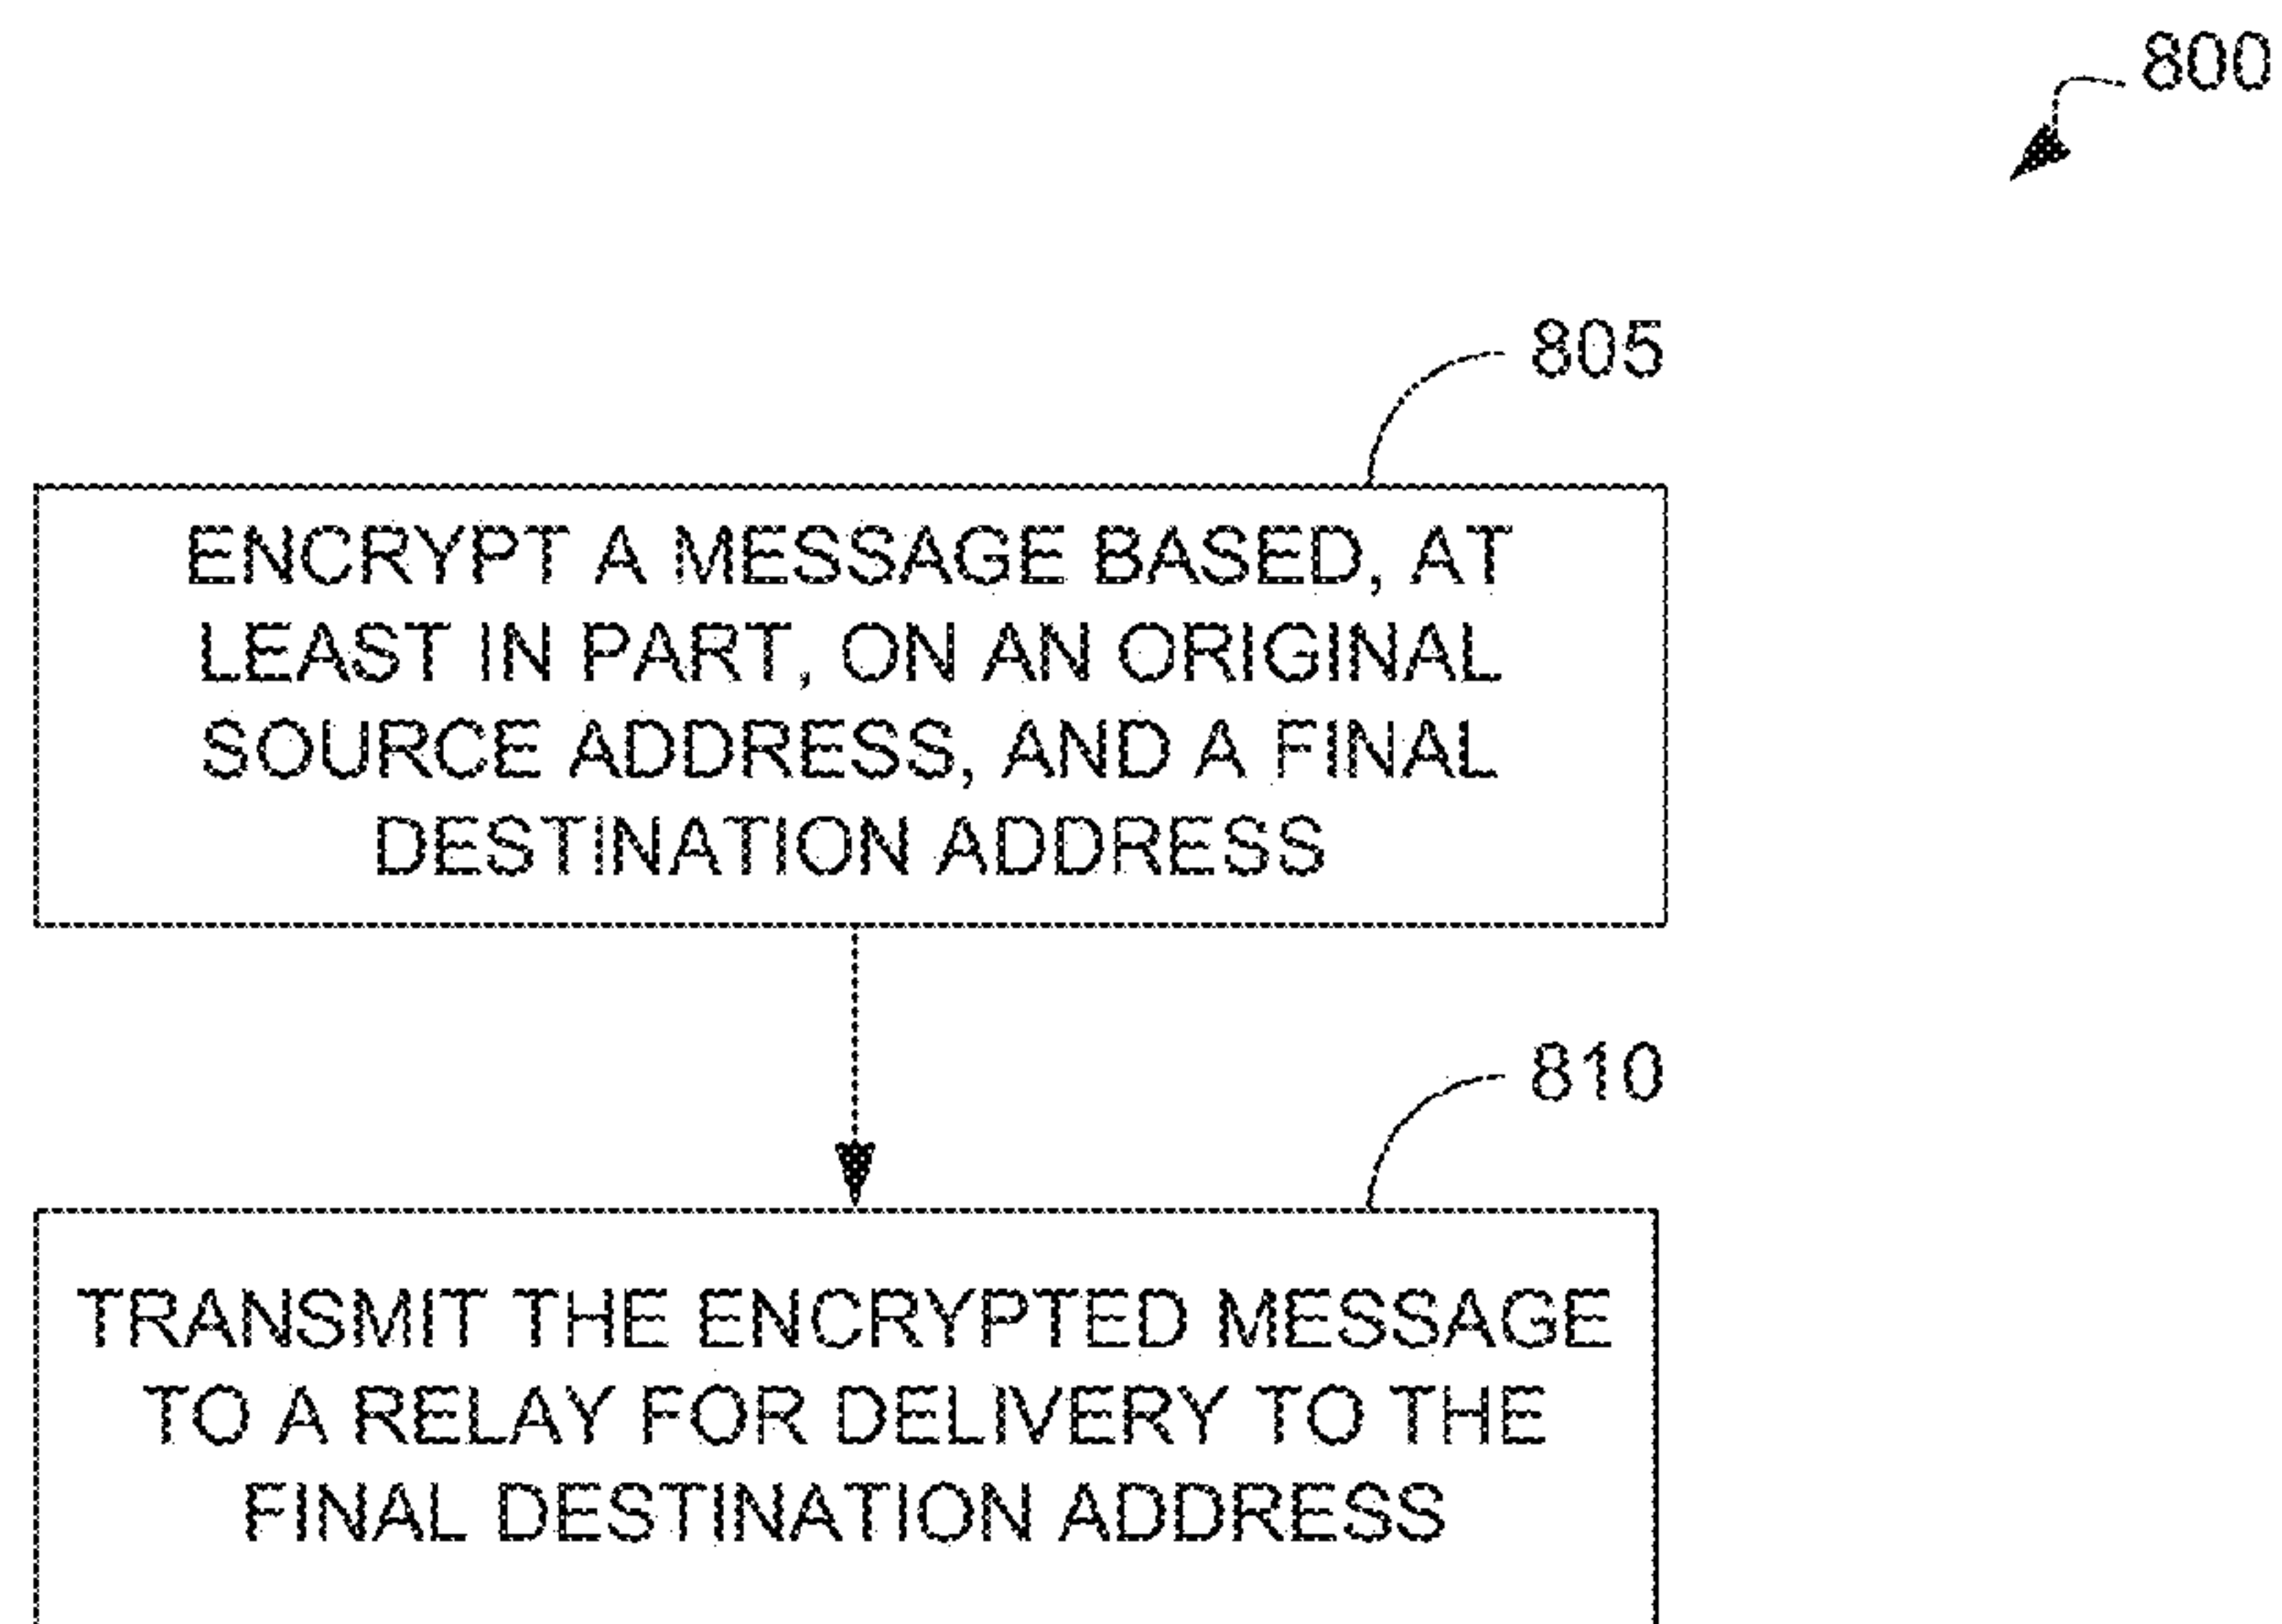 800
805
ENCRYPT A MESSAGE BASED, AT
LEAST IN PART, ON AN ORIGINAL
SOURCE ADDRESS, AND A FINAL
DESTINATION ADDRESS
810
TRANSMIT THE ENCRYPTED MESSAGE
TO A RELAY FOR DELIVERY TO THE
FINAL DESTINATION ADDRESS